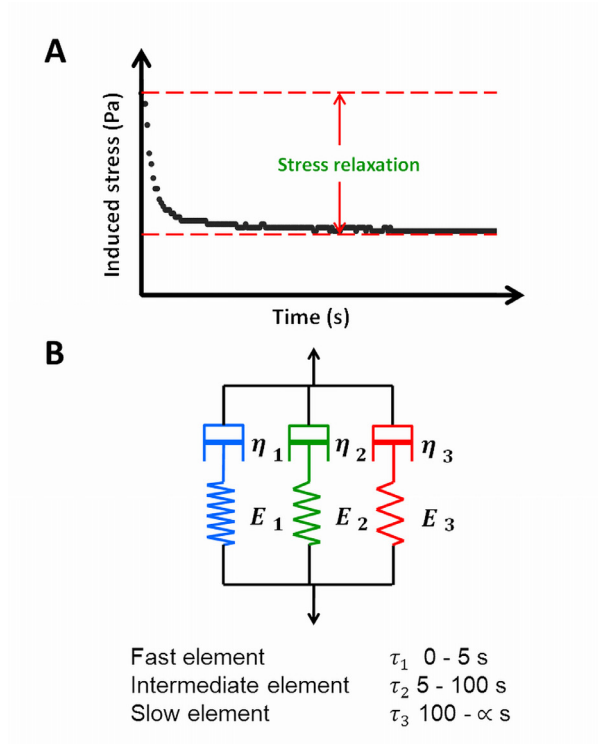 A
Induced stress (Pa)
Stress relaxation
Time (s)
B
η 1 η 2 η 3
E 1 E 2 E 3
Fast element τ1 0 - 5 s
Intermediate element τ2 5 - 100 s
Slow element τ3 100 - ∝ s